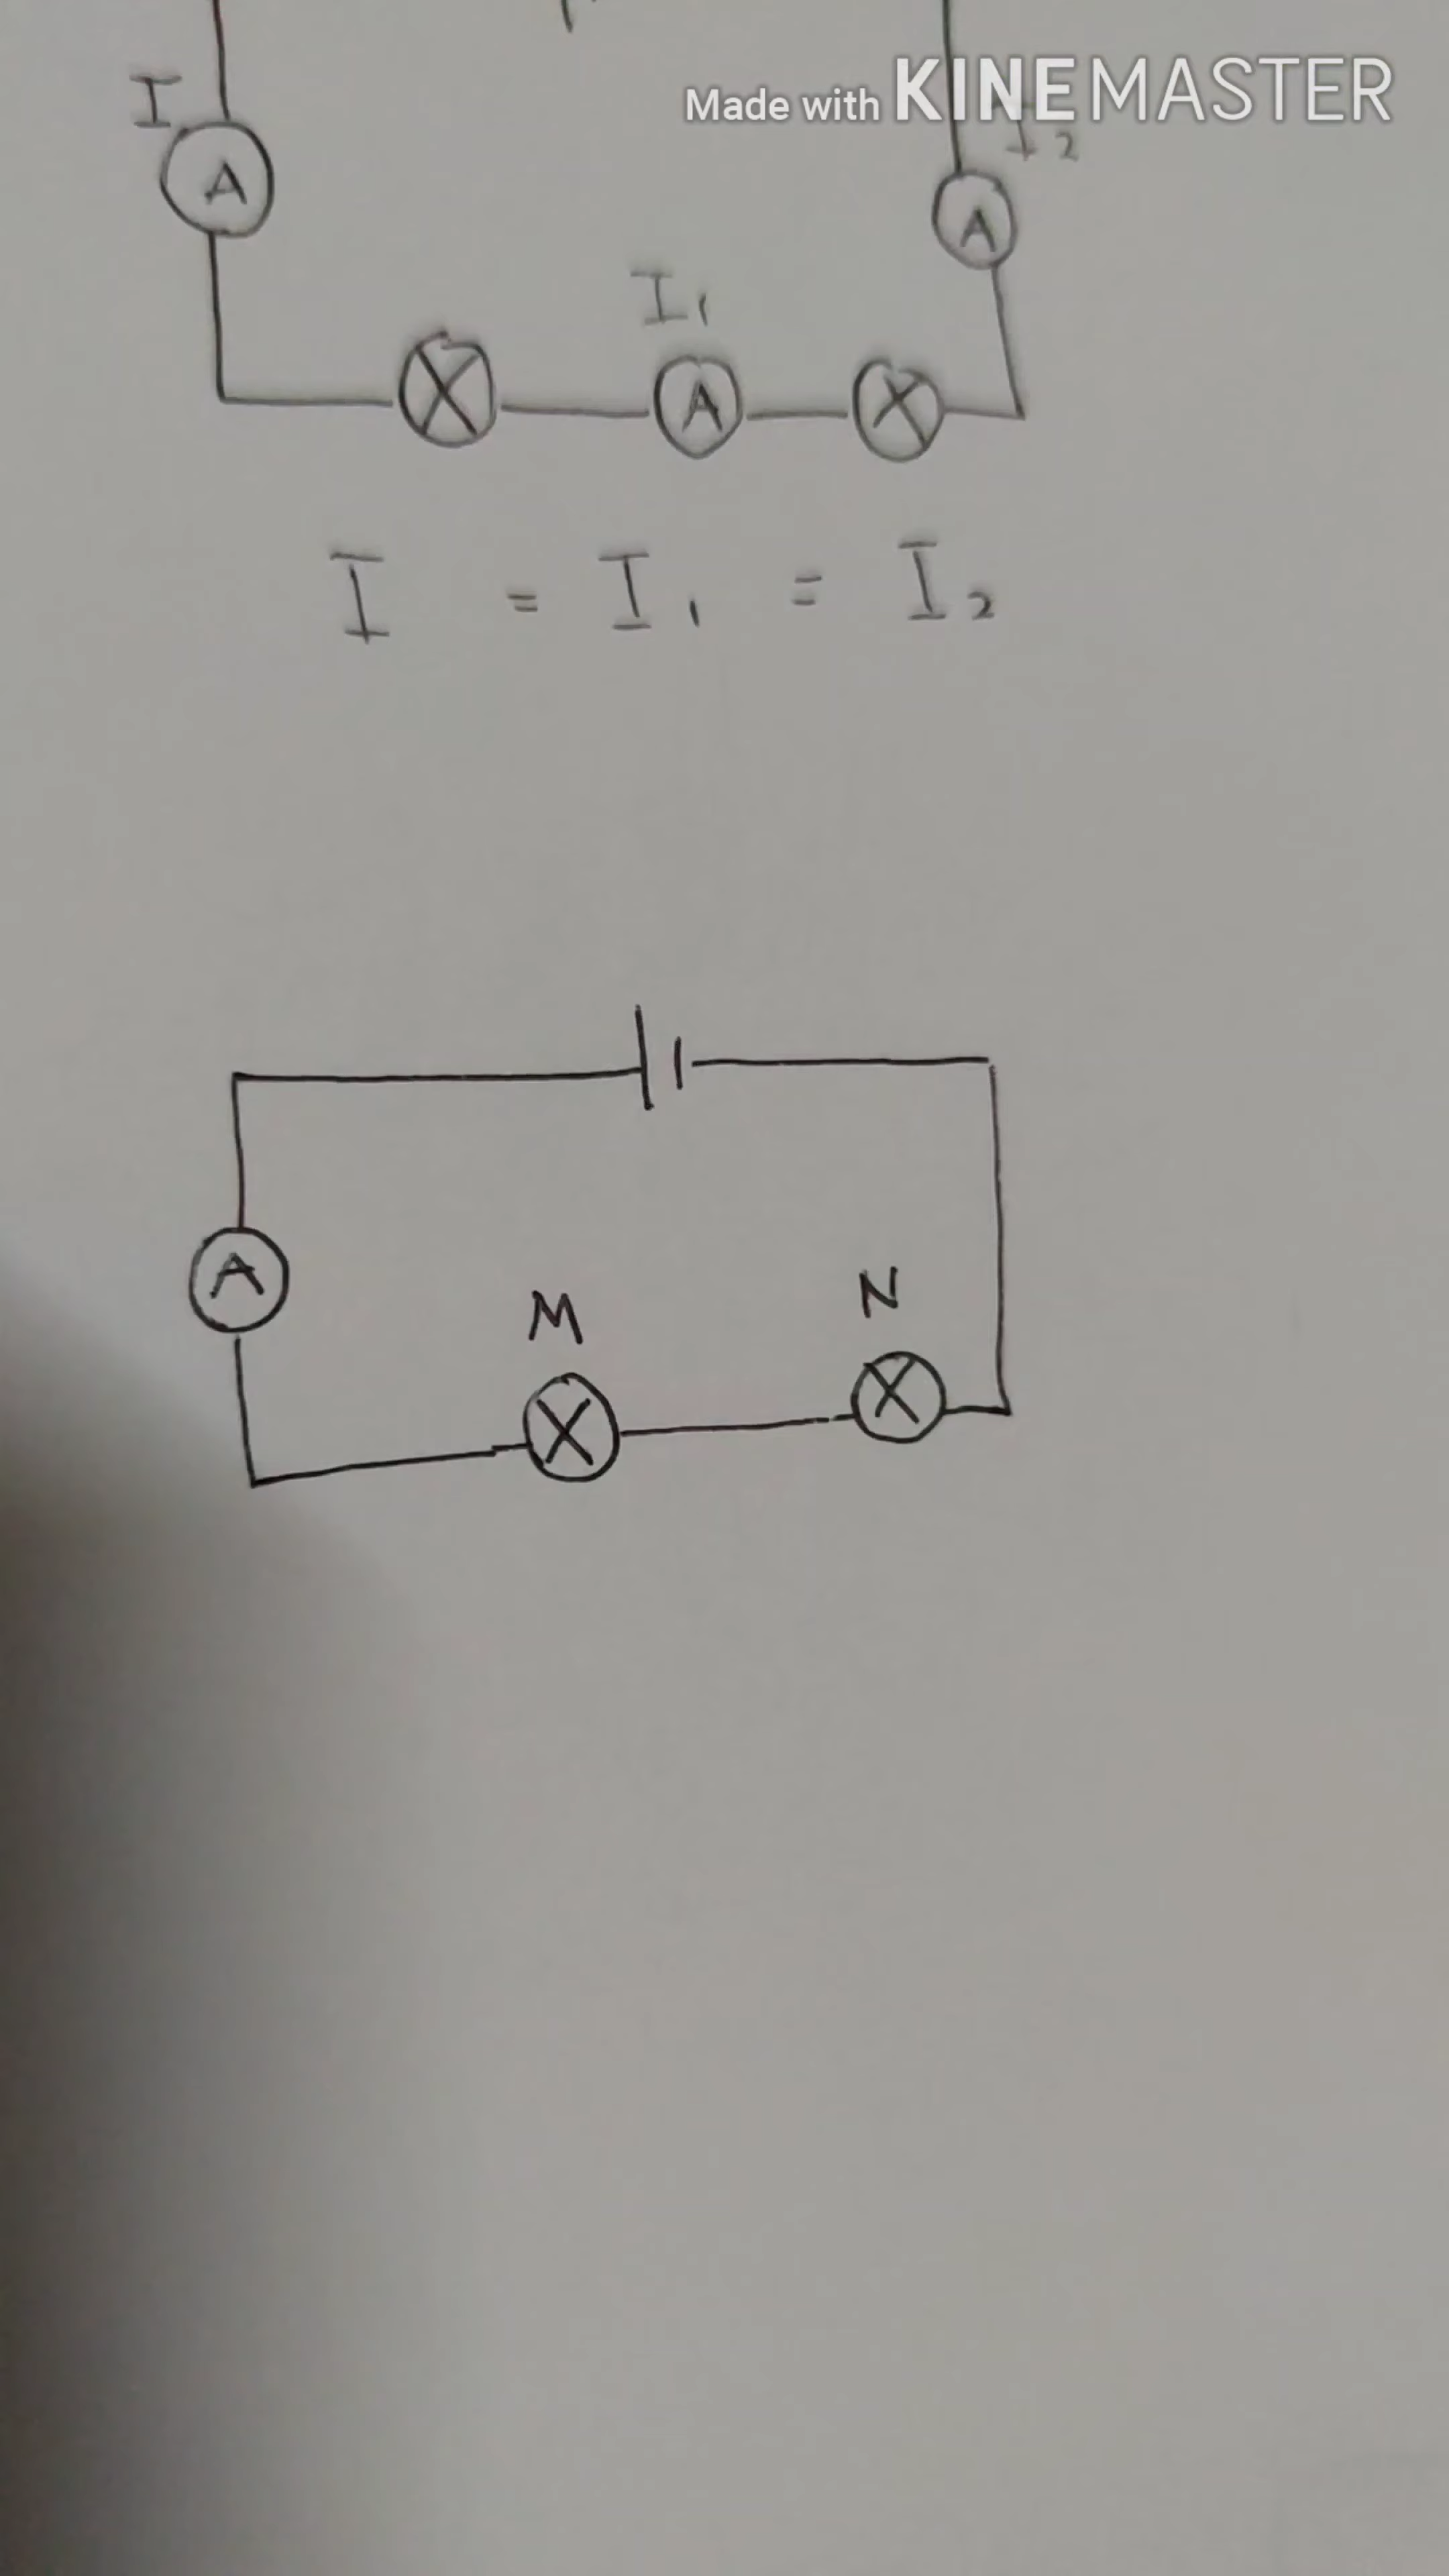 I
Made with KINEMASTER
I₂
A
A
I₁
A
I = I₁ = I₂
A
M
N